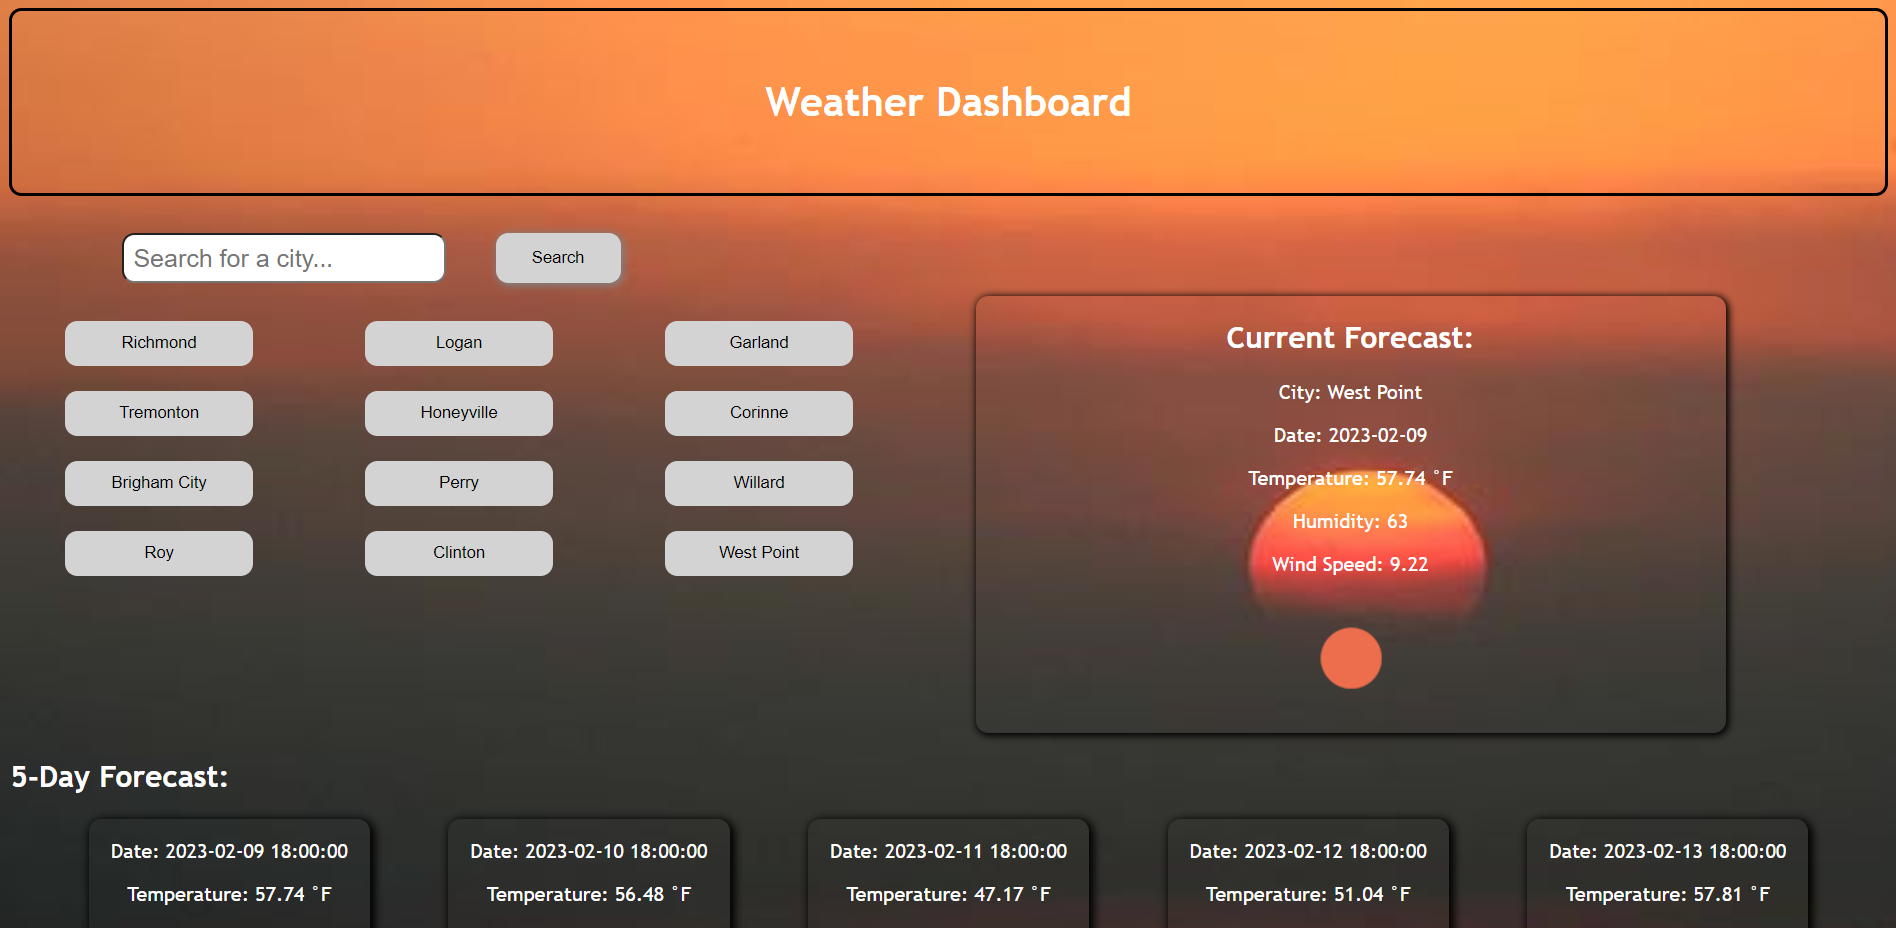 Weather Dashboard
Search for a city...
Search
Richmond
Logan
Garland
Tremonton
Honeyville
Corinne
Brigham City
Perry
Willard
Roy
Clinton
West Point
Current Forecast:
City: West Point
Date: 2023-02-09
Temperature: 57.74 °F
Humidity: 63
Wind Speed: 9.22
5-Day Forecast:
Date: 2023-02-09 18:00:00
Temperature: 57.74 °F
Date: 2023-02-10 18:00:00
Temperature: 56.48 °F
Date: 2023-02-11 18:00:00
Temperature: 47.17 °F
Date: 2023-02-12 18:00:00
Temperature: 51.04 °F
Date: 2023-02-13 18:00:00
Temperature: 57.81 °F